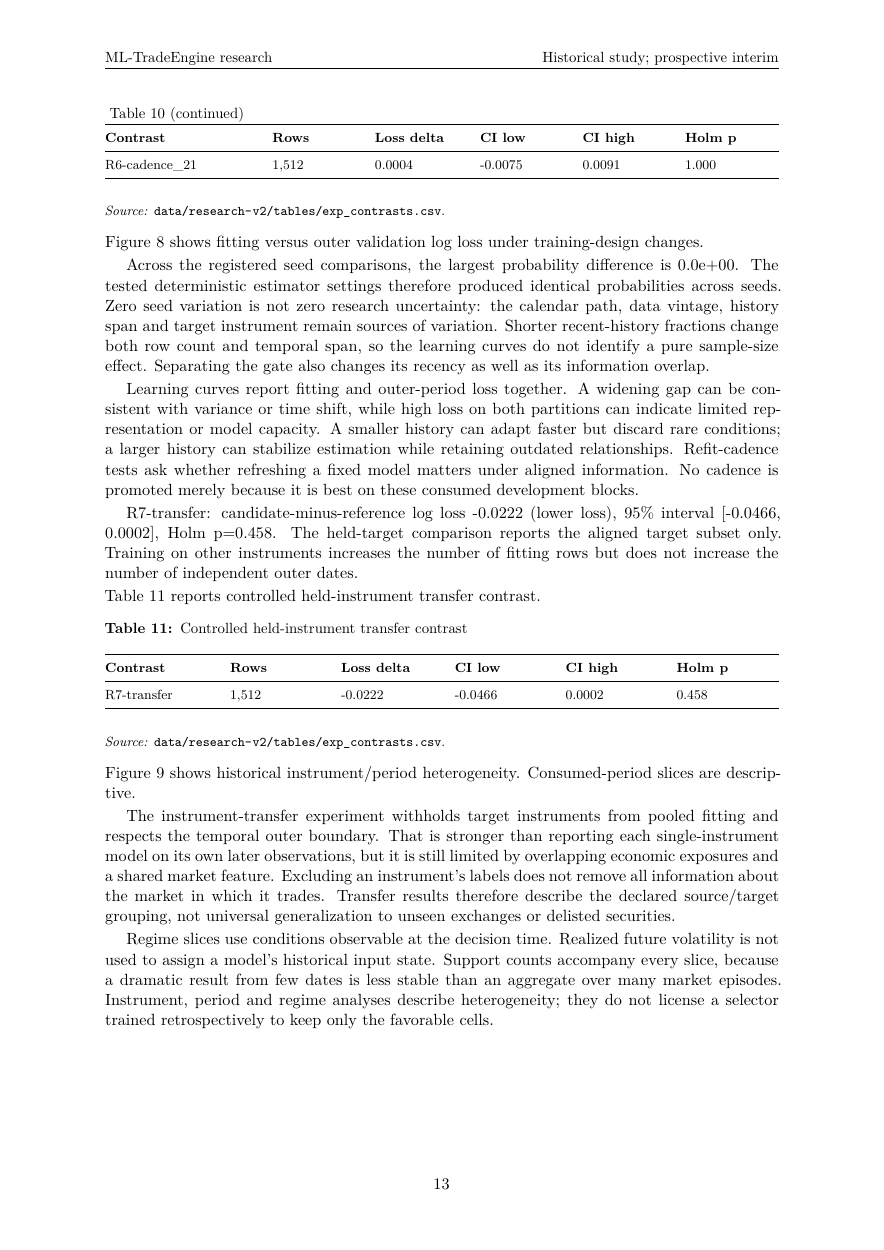 ML-TradeEngine research Historical study; prospective interim
Table 10 (continued)
Contrast Rows Loss delta CI low CI high Holm p
R6-cadence_21 1,512 0.0004 -0.0075 0.0091 1.000
Source: data/research-v2/tables/exp_contrasts.csv.
Figure 8 shows fitting versus outer validation log loss under training-design changes.
Across the registered seed comparisons, the largest probability difference is 0.0e+00. The
tested deterministic estimator settings therefore produced identical probabilities across seeds.
Zero seed variation is not zero research uncertainty: the calendar path, data vintage, history
span and target instrument remain sources of variation. Shorter recent-history fractions change
both row count and temporal span, so the learning curves do not identify a pure sample-size
effect. Separating the gate also changes its recency as well as its information overlap.
Learning curves report fitting and outer-period loss together. A widening gap can be con-
sistent with variance or time shift, while high loss on both partitions can indicate limited rep-
resentation or model capacity. A smaller history can adapt faster but discard rare conditions;
a larger history can stabilize estimation while retaining outdated relationships. Refit-cadence
tests ask whether refreshing a fixed model matters under aligned information. No cadence is
promoted merely because it is best on these consumed development blocks.
R7-transfer: candidate-minus-reference log loss -0.0222 (lower loss), 95% interval [-0.0466,
0.0002], Holm p=0.458. The held-target comparison reports the aligned target subset only.
Training on other instruments increases the number of fitting rows but does not increase the
number of independent outer dates.
Table 11 reports controlled held-instrument transfer contrast.
Table 11: Controlled held-instrument transfer contrast
Contrast Rows Loss delta CI low CI high Holm p
R7-transfer 1,512 -0.0222 -0.0466 0.0002 0.458
Source: data/research-v2/tables/exp_contrasts.csv.
Figure 9 shows historical instrument/period heterogeneity. Consumed-period slices are descrip-
tive.
The instrument-transfer experiment withholds target instruments from pooled fitting and
respects the temporal outer boundary. That is stronger than reporting each single-instrument
model on its own later observations, but it is still limited by overlapping economic exposures and
a shared market feature. Excluding an instrument's labels does not remove all information about
the market in which it trades. Transfer results therefore describe the declared source/target
grouping, not universal generalization to unseen exchanges or delisted securities.
Regime slices use conditions observable at the decision time. Realized future volatility is not
used to assign a model's historical input state. Support counts accompany every slice, because
a dramatic result from few dates is less stable than an aggregate over many market episodes.
Instrument, period and regime analyses describe heterogeneity; they do not license a selector
trained retrospectively to keep only the favorable cells.
13